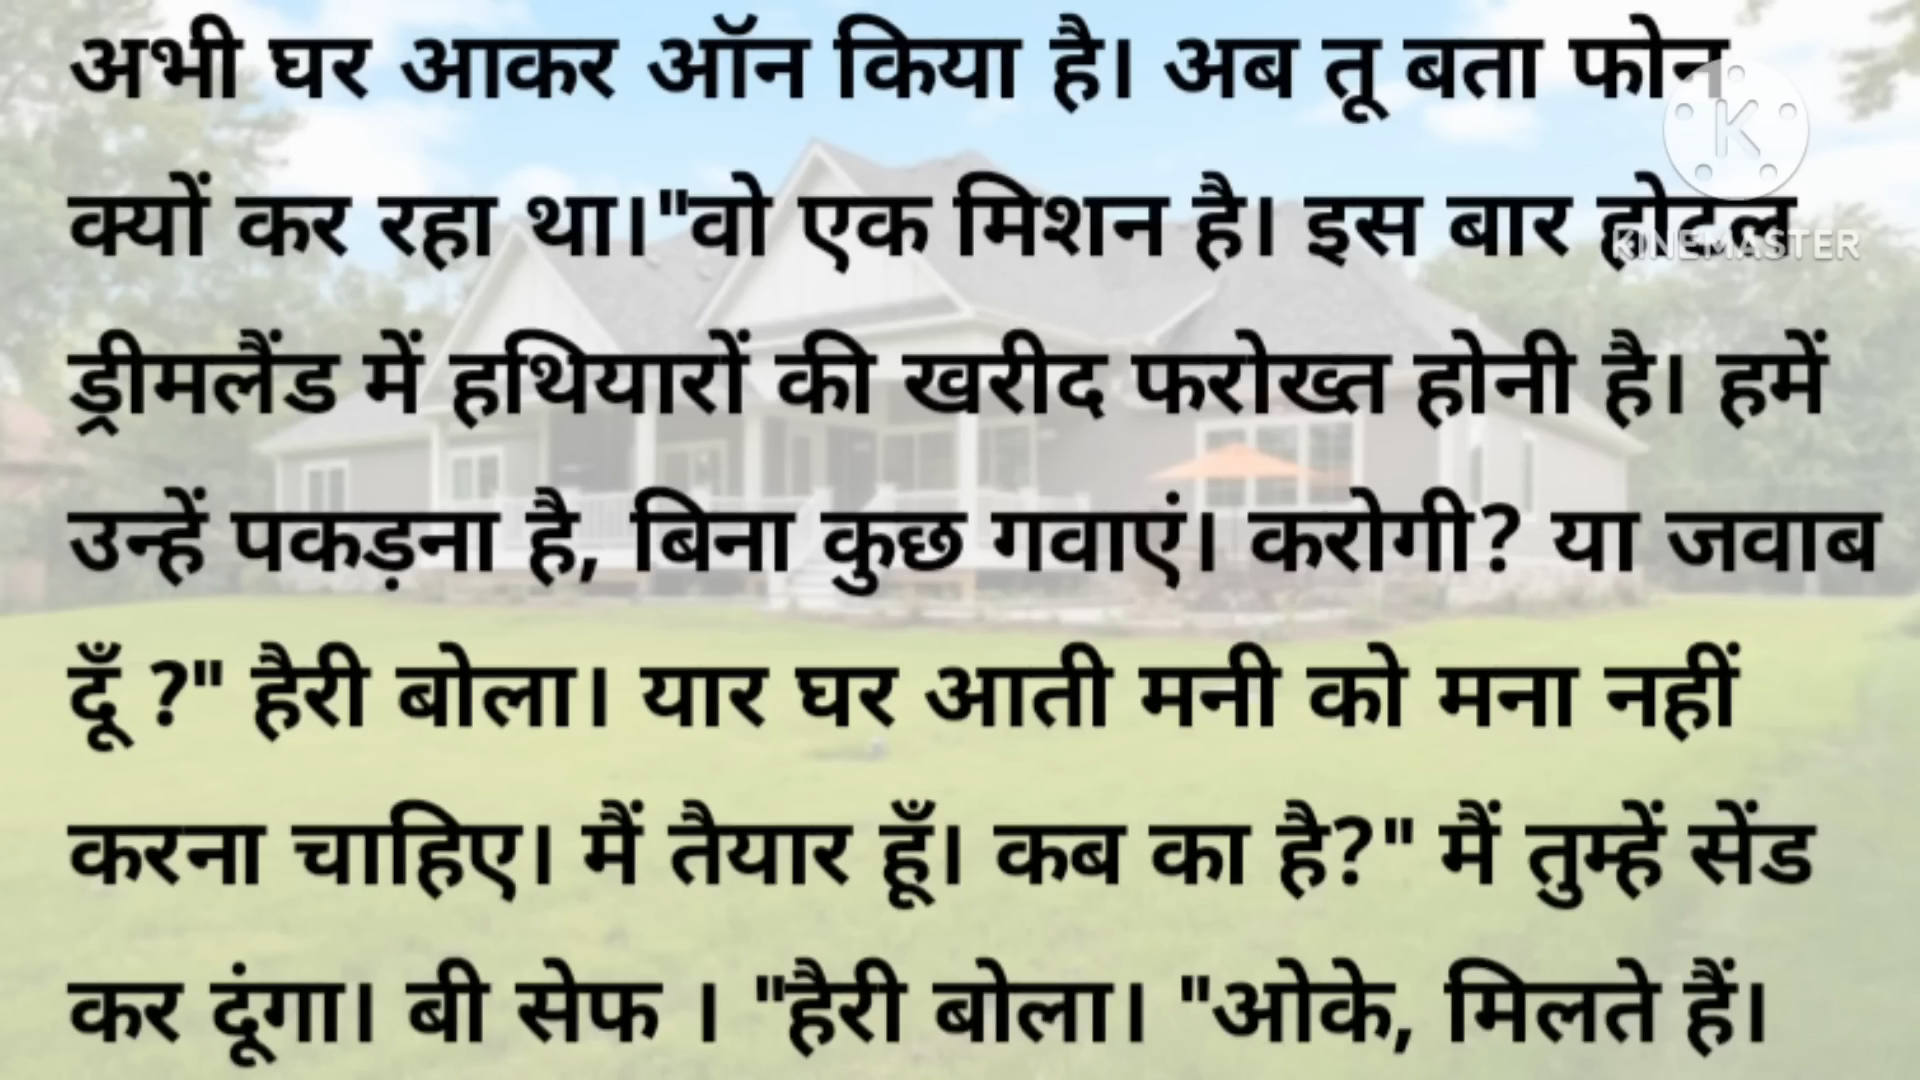 अभी घर आकर ऑन किया है। अब तू बता फोन
क्यों कर रहा था।"वो एक मिशन है। इस बार होटल
ड्रीमलैंड में हथियारों की खरीद फरोख्त होनी है। हमें
उन्हें पकड़ना है, बिना कुछ गवाएं। करोगी? या जवाब
दूँ ?" हैरी बोला। यार घर आती मनी को मना नहीं
करना चाहिए। मैं तैयार हूँ। कब का है?" मैं तुम्हें सेंड
कर दूंगा। बी सेफ । "हैरी बोला। "ओके, मिलते हैं।
K
KINEMASTER